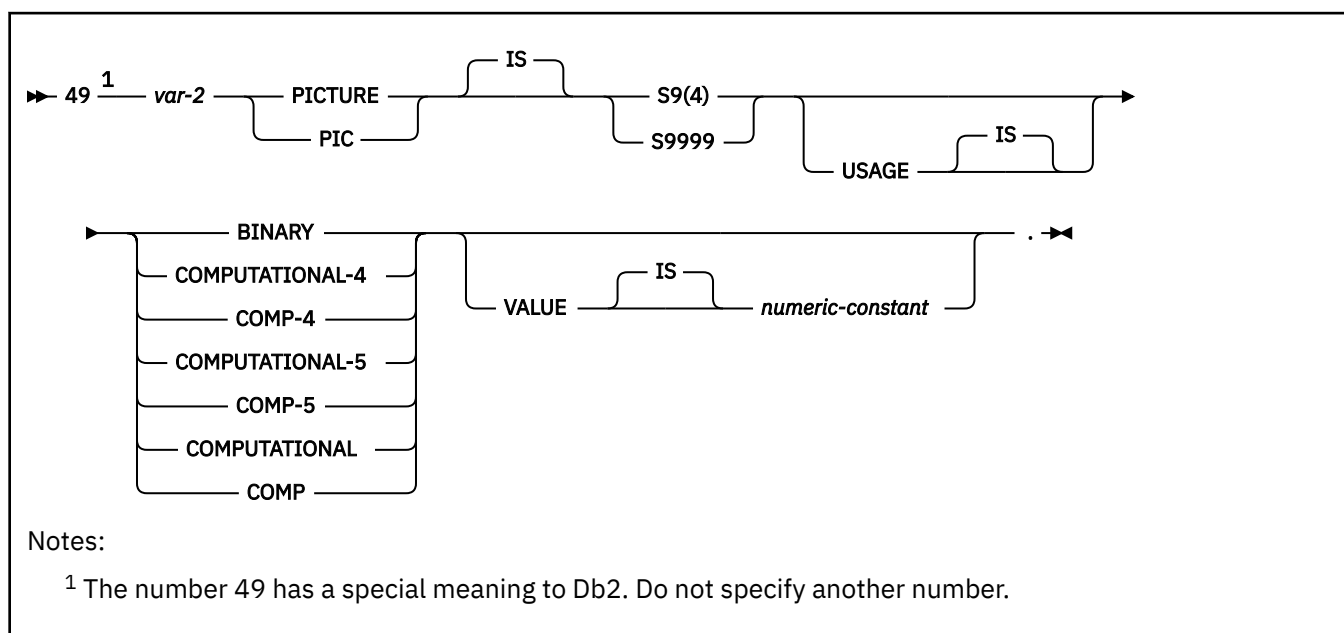 IS
49 1 var-2 PICTURE S9(4)
PIC S9999 IS
USAGE
BINARY .
COMPUTATIONAL-4 IS
COMP-4 VALUE numeric-constant
COMPUTATIONAL-5
COMP-5
COMPUTATIONAL
COMP
Notes:
1 The number 49 has a special meaning to Db2. Do not specify another number.